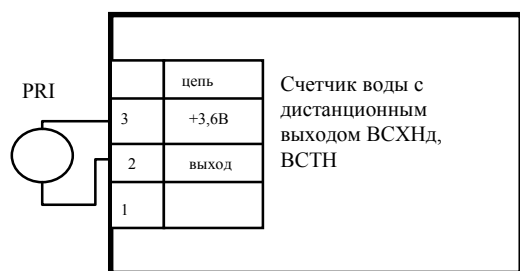 PRI
цепь
3 +3,6В
2 выход
1
Счетчик воды с
дистанционным
выходом ВСХНд,
ВСТН